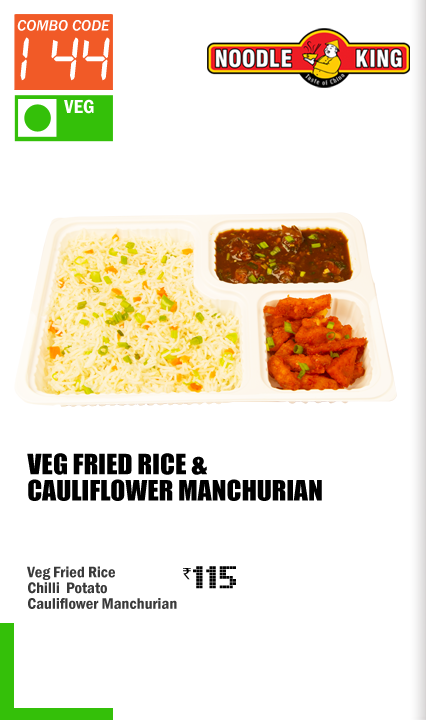 COMBO CODE
144
VEG
NOODLE KING
Taste of China
VEG FRIED RICE &
CAULIFLOWER MANCHURIAN
Veg Fried Rice
₹115
Chilli Potato
Cauliflower Manchurian